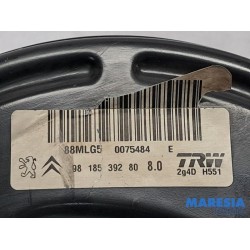 88MLG5 0075484 E
98 185 392 80 8.0
TRW
2g4D H551
MARESIA